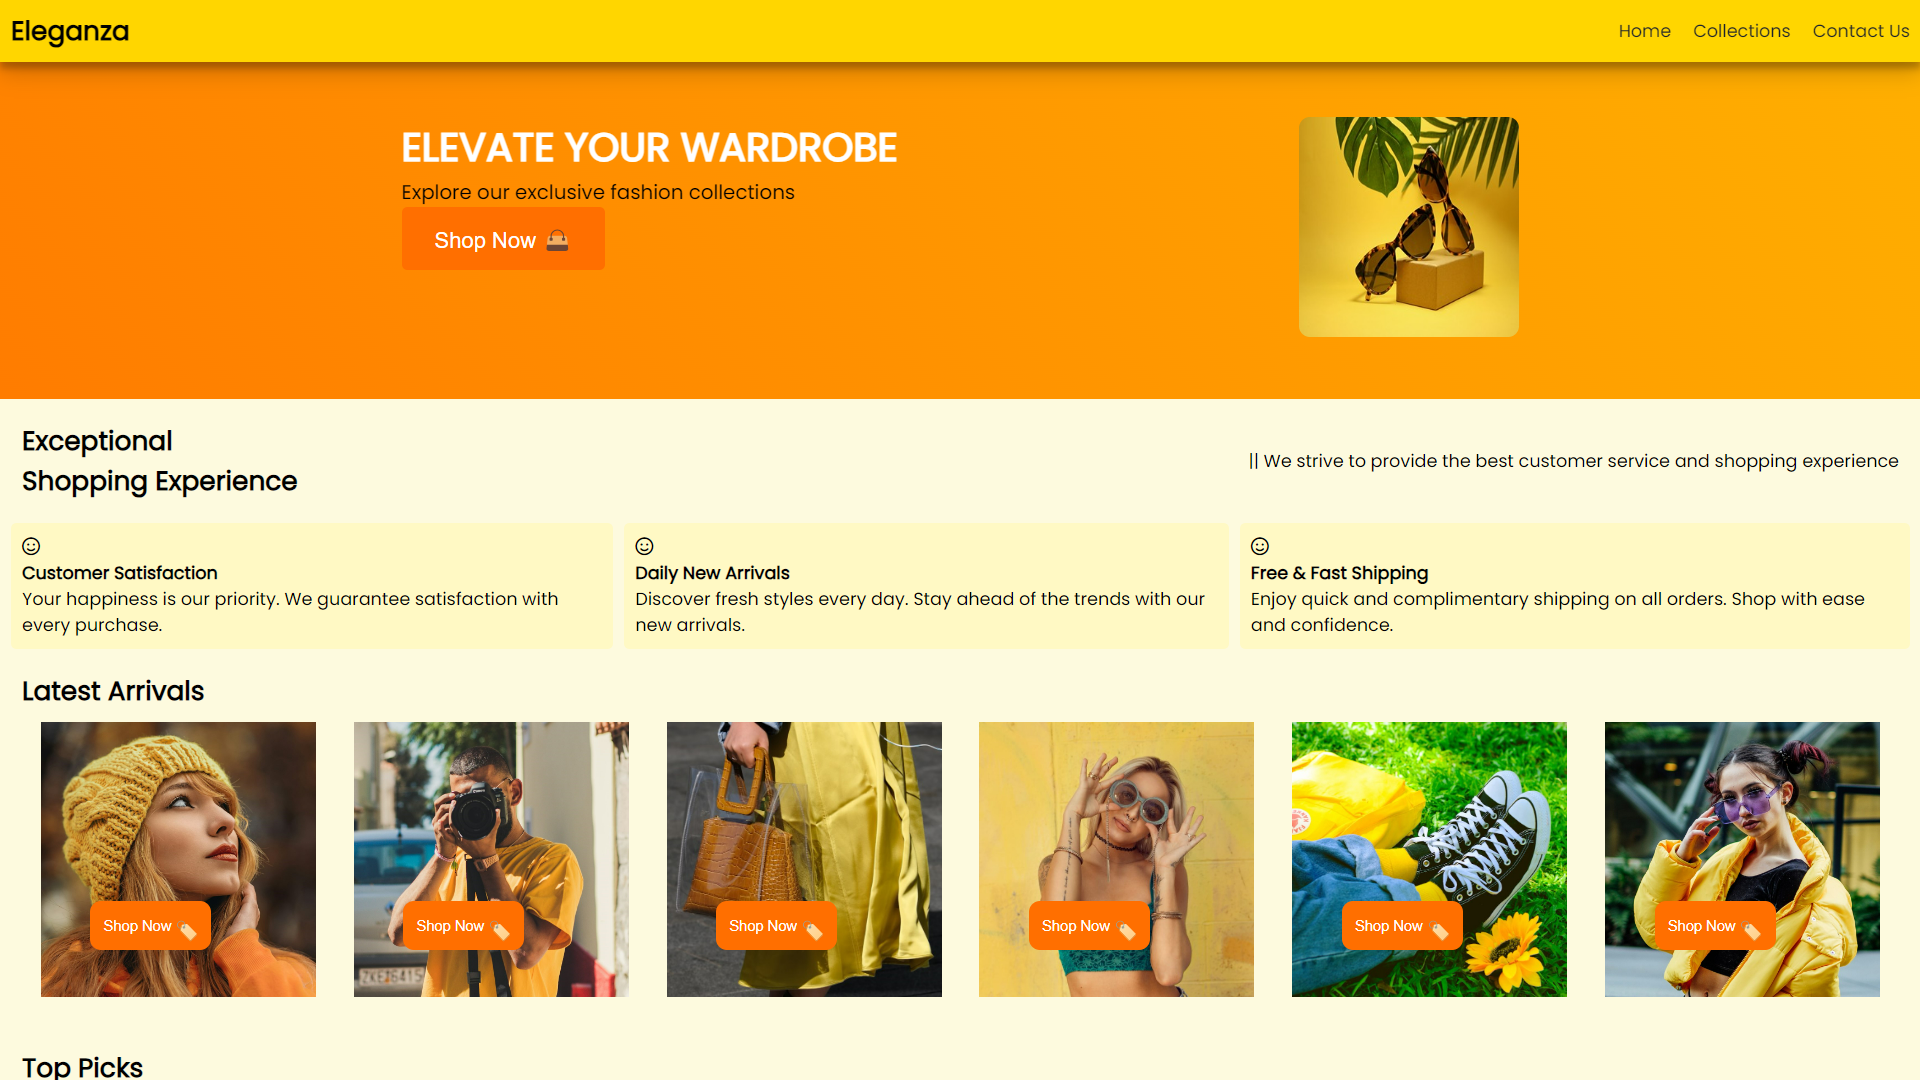 Eleganza
Home Collections Contact Us
ELEVATE YOUR WARDROBE
Explore our exclusive fashion collections
Shop Now
Exceptional
Shopping Experience
|| We strive to provide the best customer service and shopping experience
Customer Satisfaction
Your happiness is our priority. We guarantee satisfaction with
every purchase.
Daily New Arrivals
Discover fresh styles every day. Stay ahead of the trends with our
new arrivals.
Free & Fast Shipping
Enjoy quick and complimentary shipping on all orders. Shop with ease
and confidence.
Latest Arrivals
Shop Now
Shop Now
Shop Now
Shop Now
Shop Now
Shop Now
Top Picks